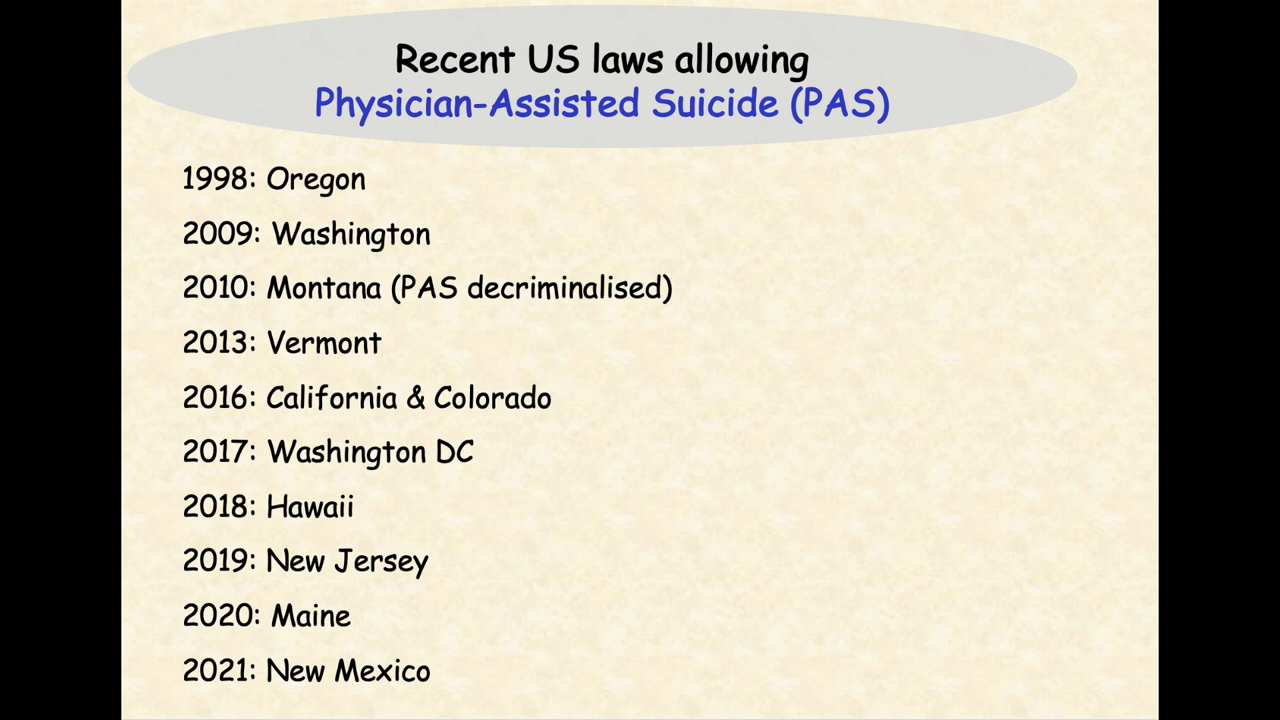 Recent US laws allowing
Physician-Assisted Suicide (PAS)
1998: Oregon
2009: Washington
2010: Montana (PAS decriminalised)
2013: Vermont
2016: California & Colorado
2017: Washington DC
2018: Hawaii
2019: New Jersey
2020: Maine
2021: New Mexico